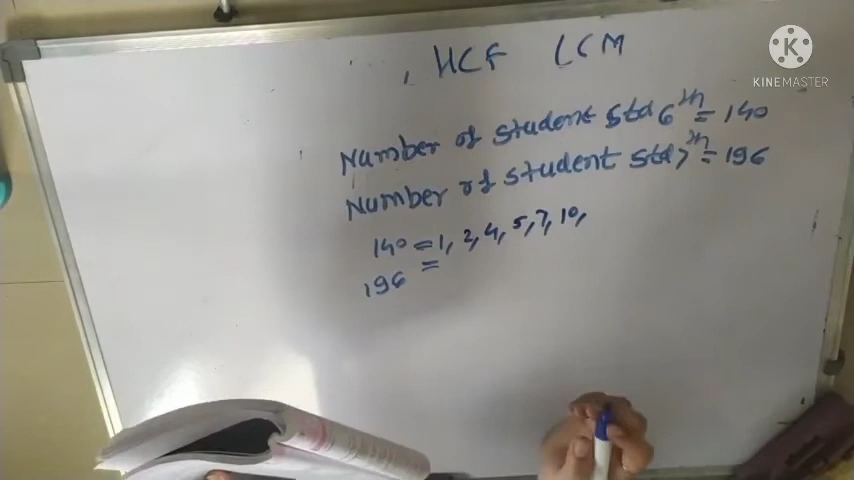 HCF LCM
K
KINEMASTER
Number of student std 6th = 140
Number of student std 7th = 196
140 = 1, 2, 4, 5, 7, 10,
196 =